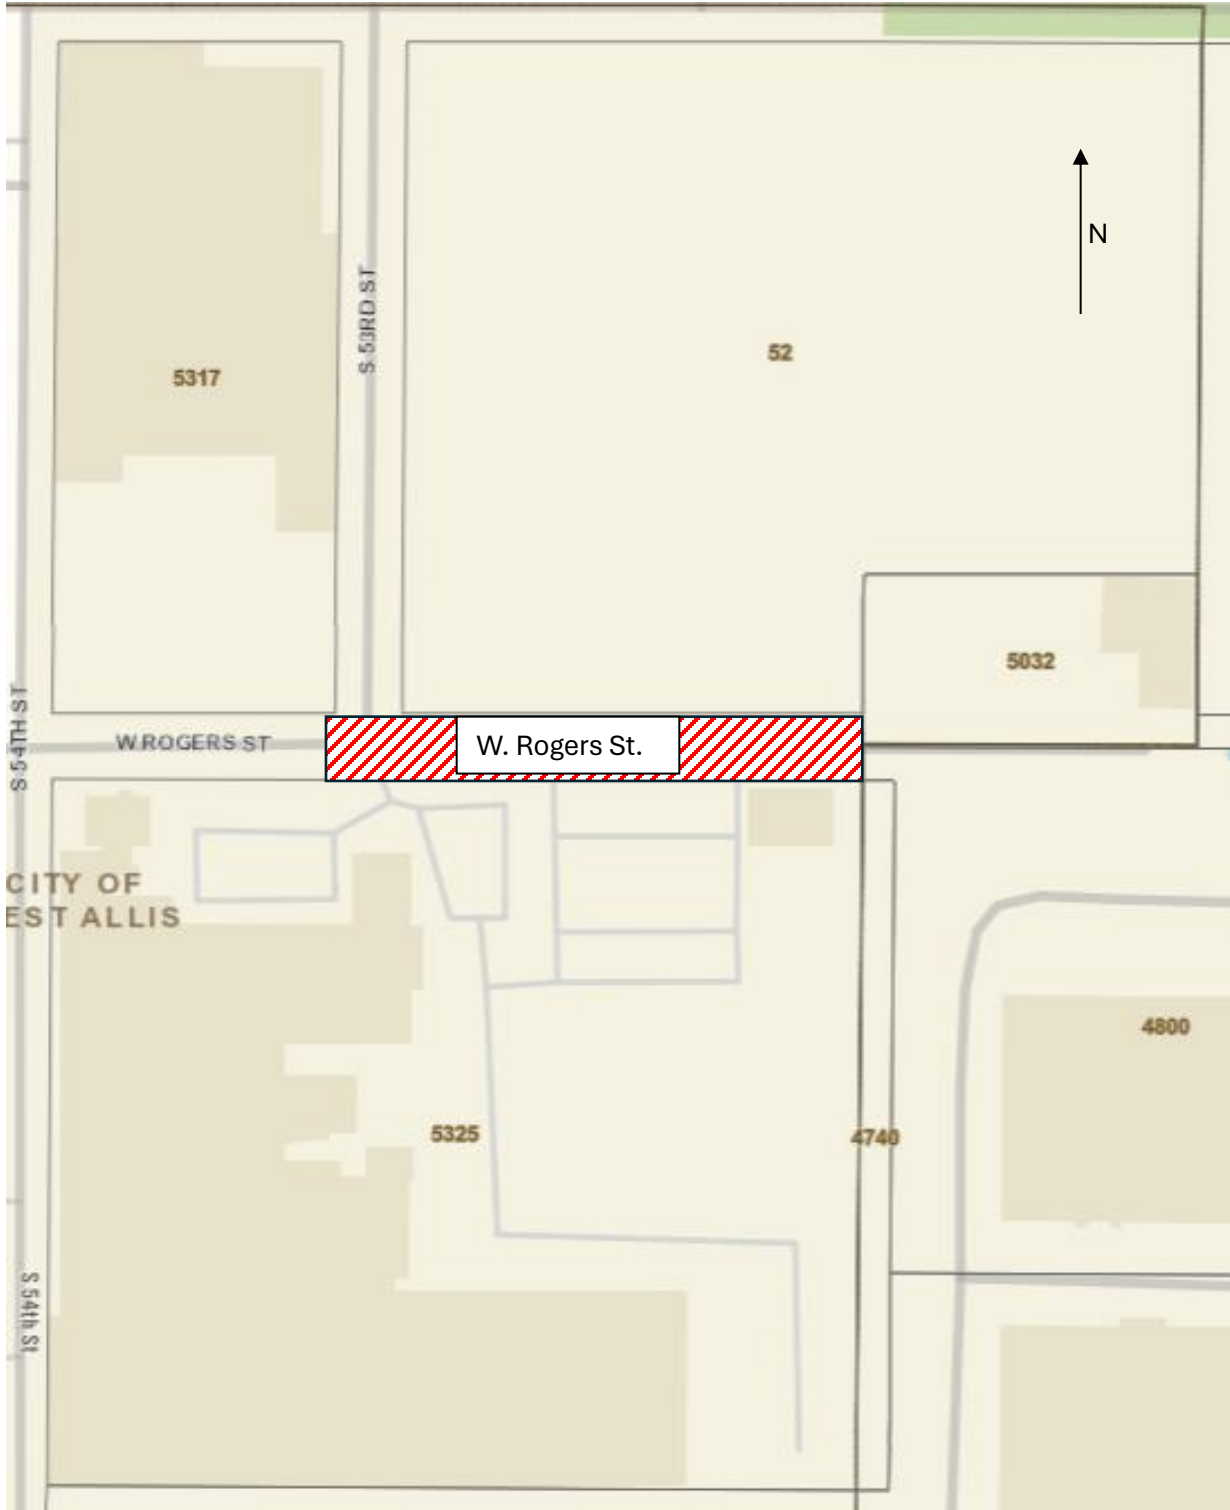 N
S 53RD ST
52
5317
5032
S 54TH ST
W ROGERS ST
W. Rogers St.
CITY OF
EST ALLIS
4800
5325
4740
S 54th St